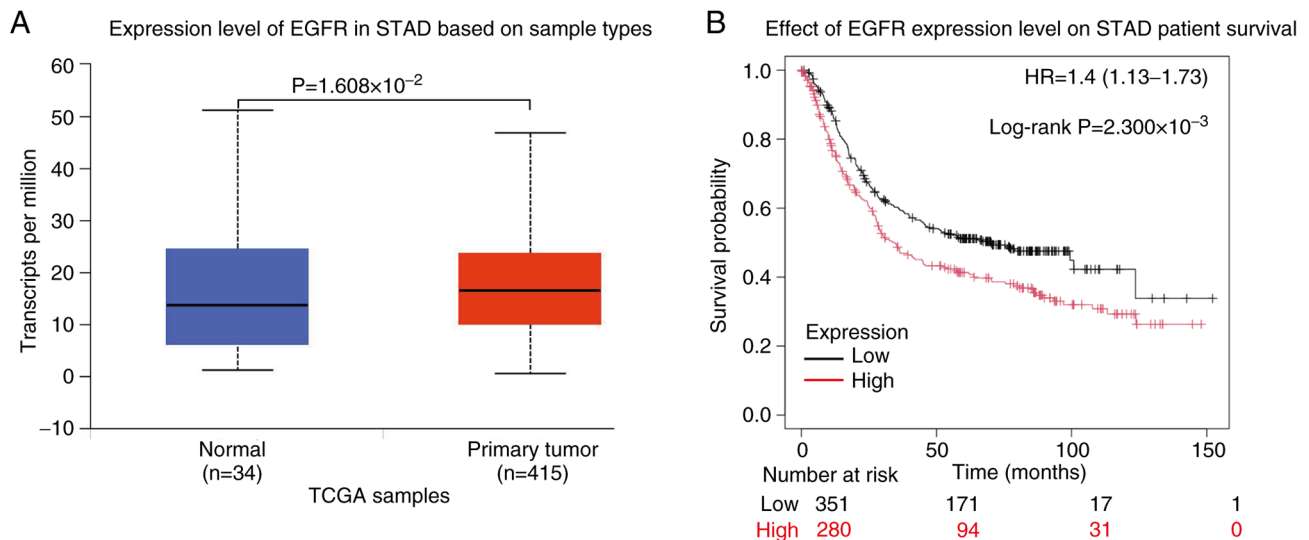 A
Expression level of EGFR in STAD based on sample types
P=1.608×10−2
Transcripts per million
60
50
40
30
20
10
0
−10
Normal
(n=34)
Primary tumor
(n=415)
TCGA samples
B
Effect of EGFR expression level on STAD patient survival
HR=1.4 (1.13–1.73)
Log-rank P=2.300×10−3
Survival probability
1.0
0.8
0.6
0.4
0.2
0.0
Expression
Low
High
0 50 100 150
Number at risk
Time (months)
Low 351 171 17 1
High 280 94 31 0